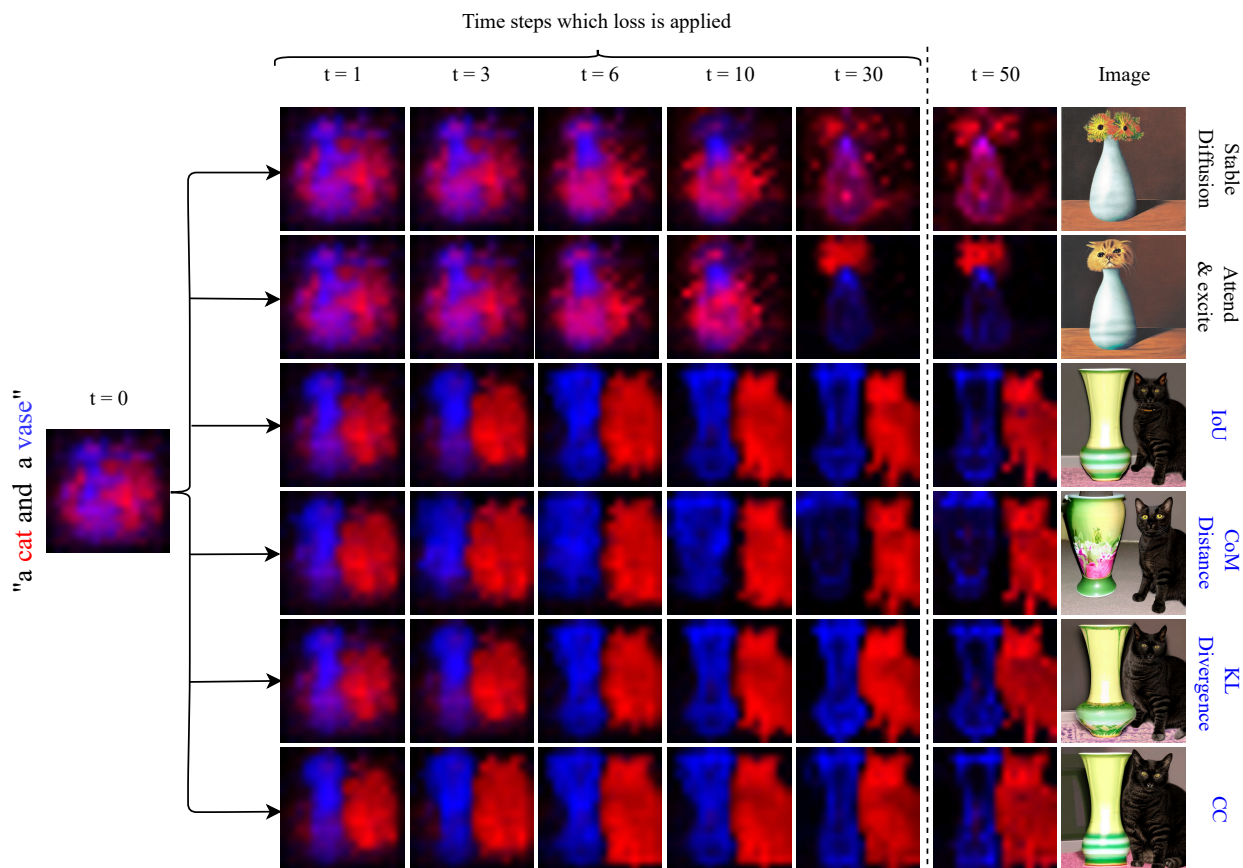 Time steps which loss is applied
t = 1 t = 3 t = 6 t = 10 t = 30 t = 50 Image
Stable
Diffusion
Attend
& excite
"a cat and a vase"
t = 0
IoU
CoM
Distance
KL
Divergence
CC